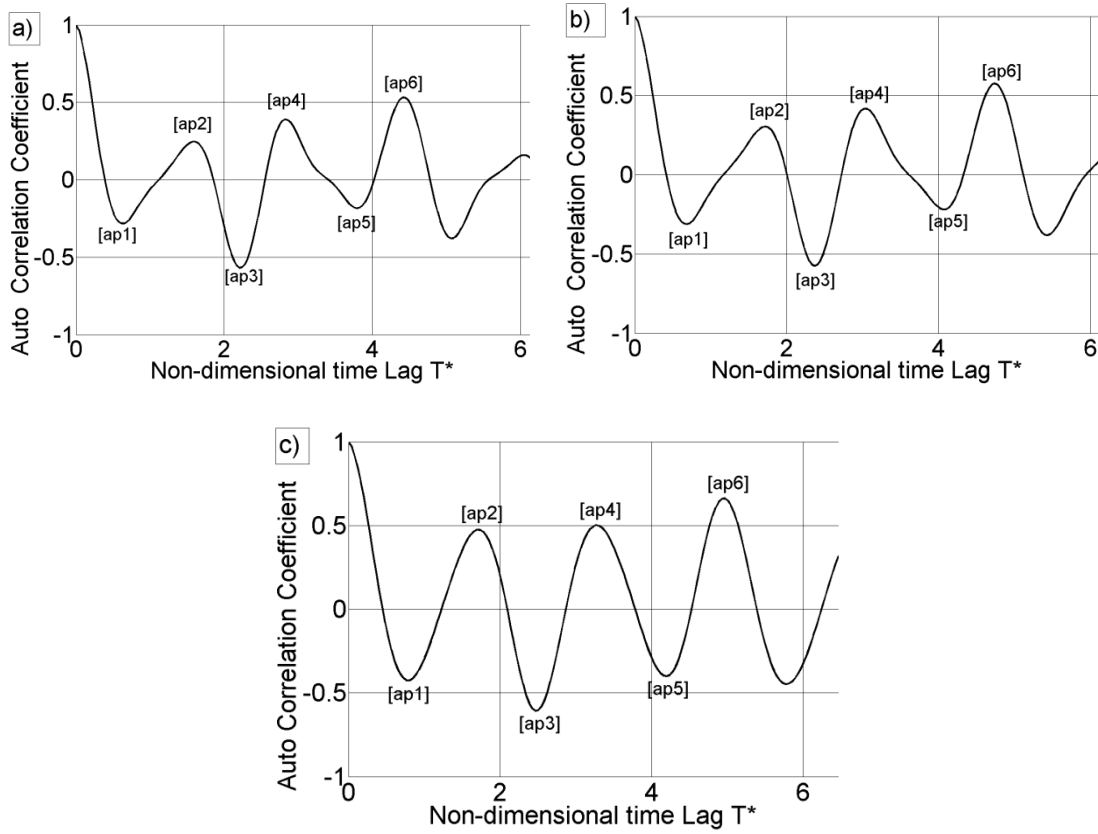 a)
Auto Correlation Coefficient
1
0.5
0
-0.5
-1
[ap1]
[ap2]
[ap3]
[ap4]
[ap5]
[ap6]
0 2 4 6
Non-dimensional time Lag T*
b)
Auto Correlation Coefficient
1
0.5
0
-0.5
-1
[ap1]
[ap2]
[ap3]
[ap4]
[ap5]
[ap6]
0 2 4 6
Non-dimensional time Lag T*
c)
Auto Correlation Coefficient
1
0.5
0
-0.5
-1
[ap1]
[ap2]
[ap3]
[ap4]
[ap5]
[ap6]
0 2 4 6
Non-dimensional time Lag T*